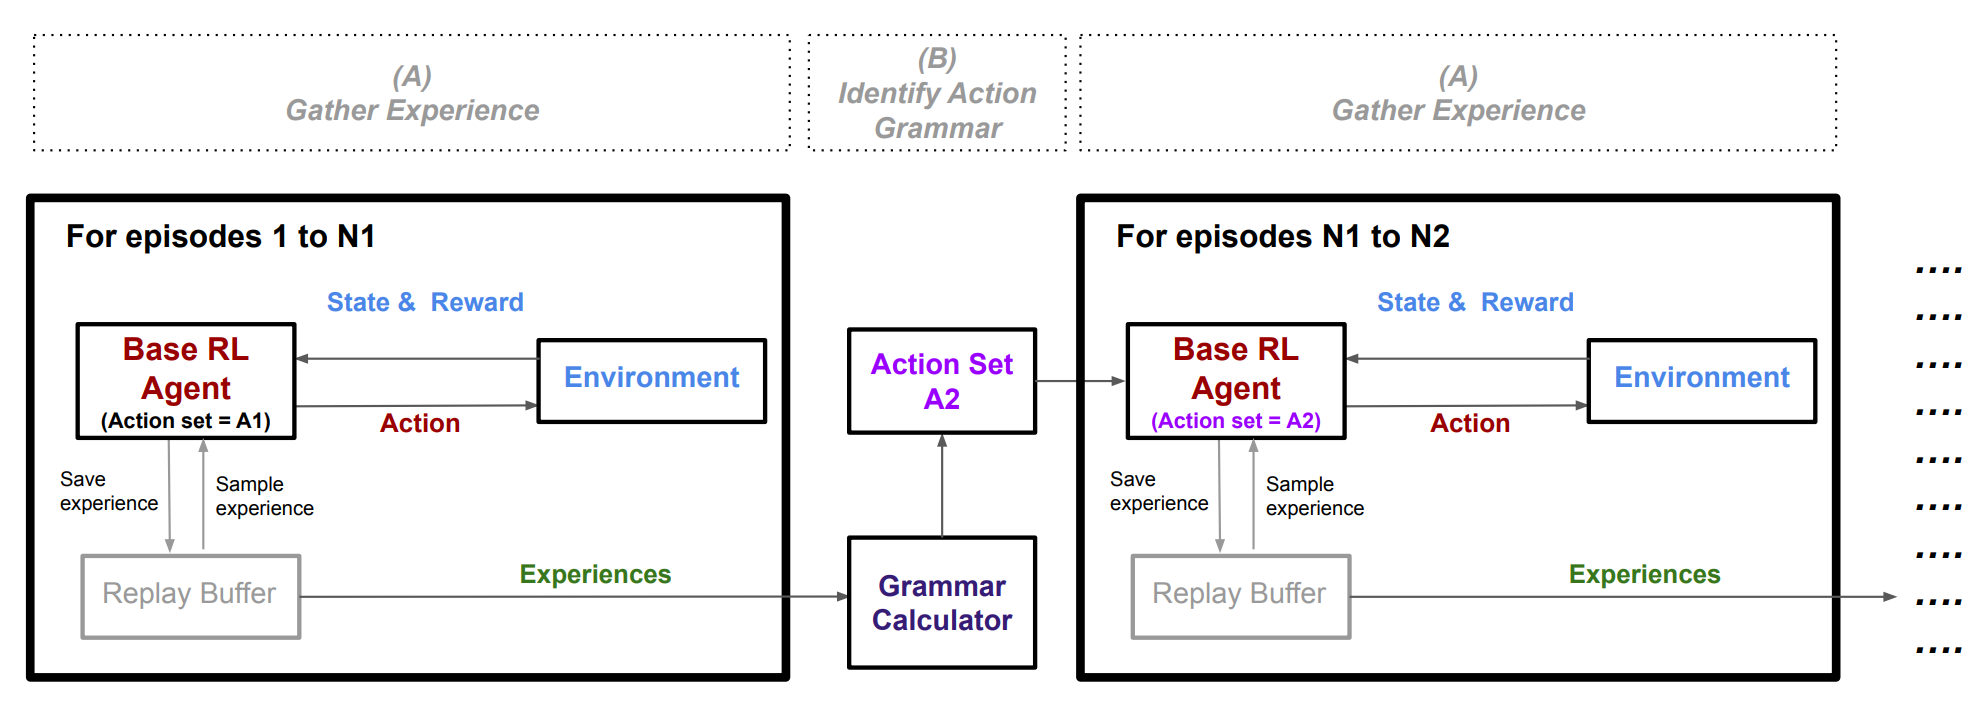 (A)
Gather Experience
(B)
Identify Action
Grammar
(A)
Gather Experience
For episodes 1 to N1
State & Reward
Base RL
Agent
(Action set = A1)
Environment
Action
Save
experience
Sample
experience
Replay Buffer
Experiences
Action Set
A2
Grammar
Calculator
For episodes N1 to N2
State & Reward
Base RL
Agent
(Action set = A2)
Environment
Action
Save
experience
Sample
experience
Replay Buffer
Experiences
....
....
....
....
....
....
....
....
....